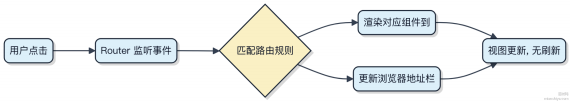 用户点击
Router 监听事件
匹配路由规则
渲染对应组件到
更新浏览器地址栏
视图更新, 无刷新